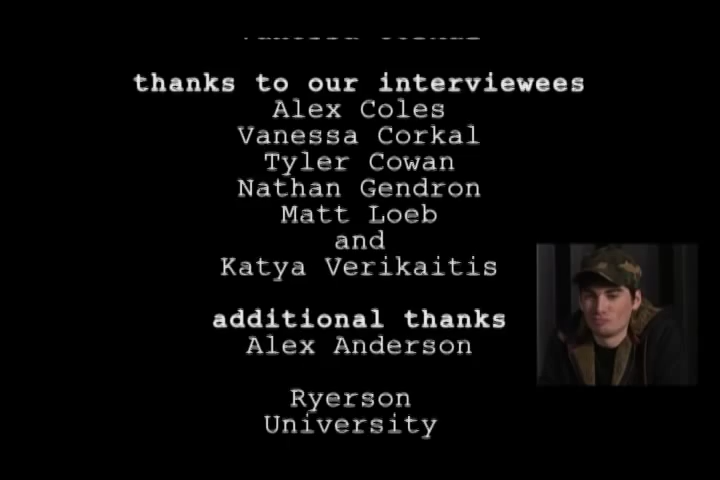 thanks to our interviewees
Alex Coles
Vanessa Corkal
Tyler Cowan
Nathan Gendron
Matt Loeb
and
Katya Verikaitis
additional thanks
Alex Anderson
Ryerson
University